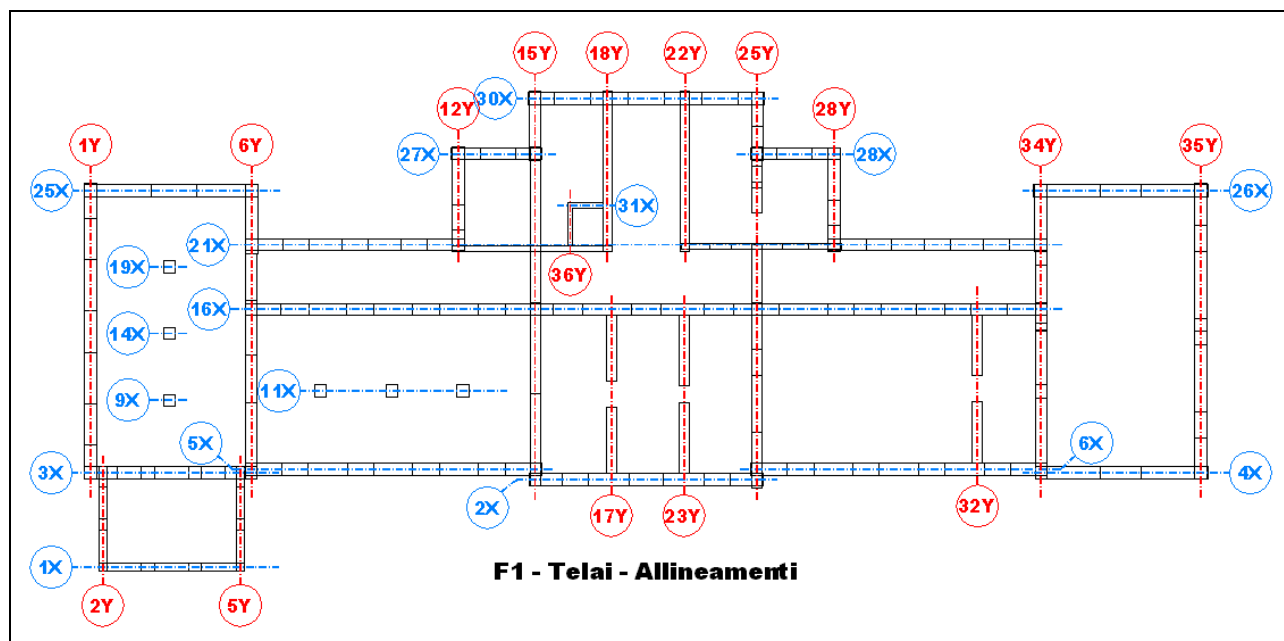 15Y
18Y
22Y
25Y
30X
12Y
28Y
1Y
6Y
27X
28X
34Y
35Y
25X
31X
26X
21X
19X
36Y
16X
14X
11X
9X
5X
6X
3X
4X
2X
17Y
23Y
32Y
1X
F1 - Telai - Allineamenti
2Y
5Y